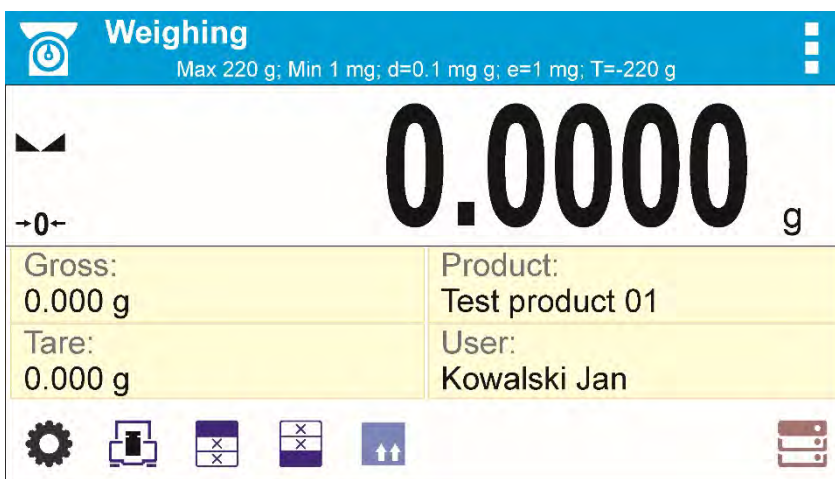 Weighing
Max 220 g; Min 1 mg; d=0.1 mg g; e=1 mg; T=-220 g
0.0000 g
→0←
Gross:
0.000 g
Product:
Test product 01
Tare:
0.000 g
User:
Kowalski Jan